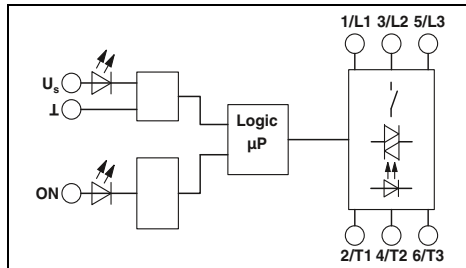 1/L1 3/L2 5/L3
Us
⊥
Logic
µP
ON
2/T1 4/T2 6/T3